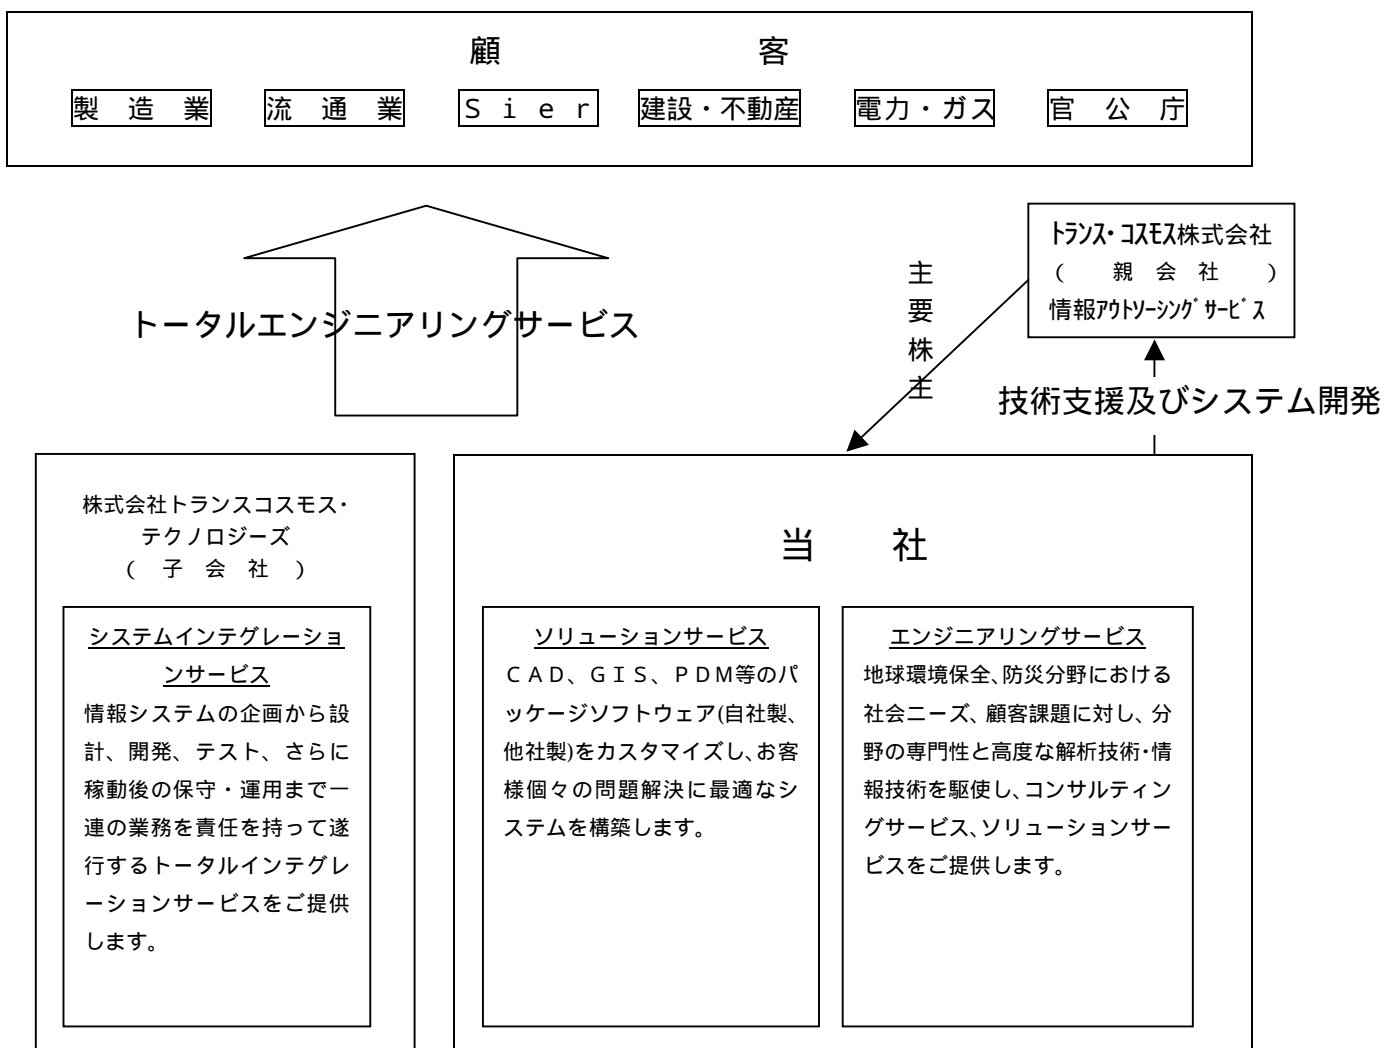 顧 客
製 造 業 流 通 業 Ｓｉｅｒ 建設・不動産 電力・ガス 官 公 庁
トランス・コスモス株式会社
( 親 会 社 )
情報アウトソーシングサービス
主要株主
トータルエンジニアリングサービス
技術支援及びシステム開発
株式会社トランスコスモス・
テクノロジーズ
( 子 会 社 )
システムインテグレーショ
ンサービス
情報システムの企画から設
計、開発、テスト、さらに
稼動後の保守・運用まで一
連の業務を責任を持って遂
行するトータルインテグレ
ーションサービスをご提供
します。
当 社
ソリューションサービス
ＣＡＤ、ＧＩＳ、ＰＤＭ等のパ
ッケージソフトウェア(自社製、
他社製)をカスタマイズし、お客
様個々の問題解決に最適なシ
ステムを構築します。
エンジニアリングサービス
地球環境保全、防災分野における
社会ニーズ、顧客課題に対し、分
野の専門性と高度な解析技術・情
報技術を駆使し、コンサルティン
グサービス、ソリューションサー
ビスをご提供します。